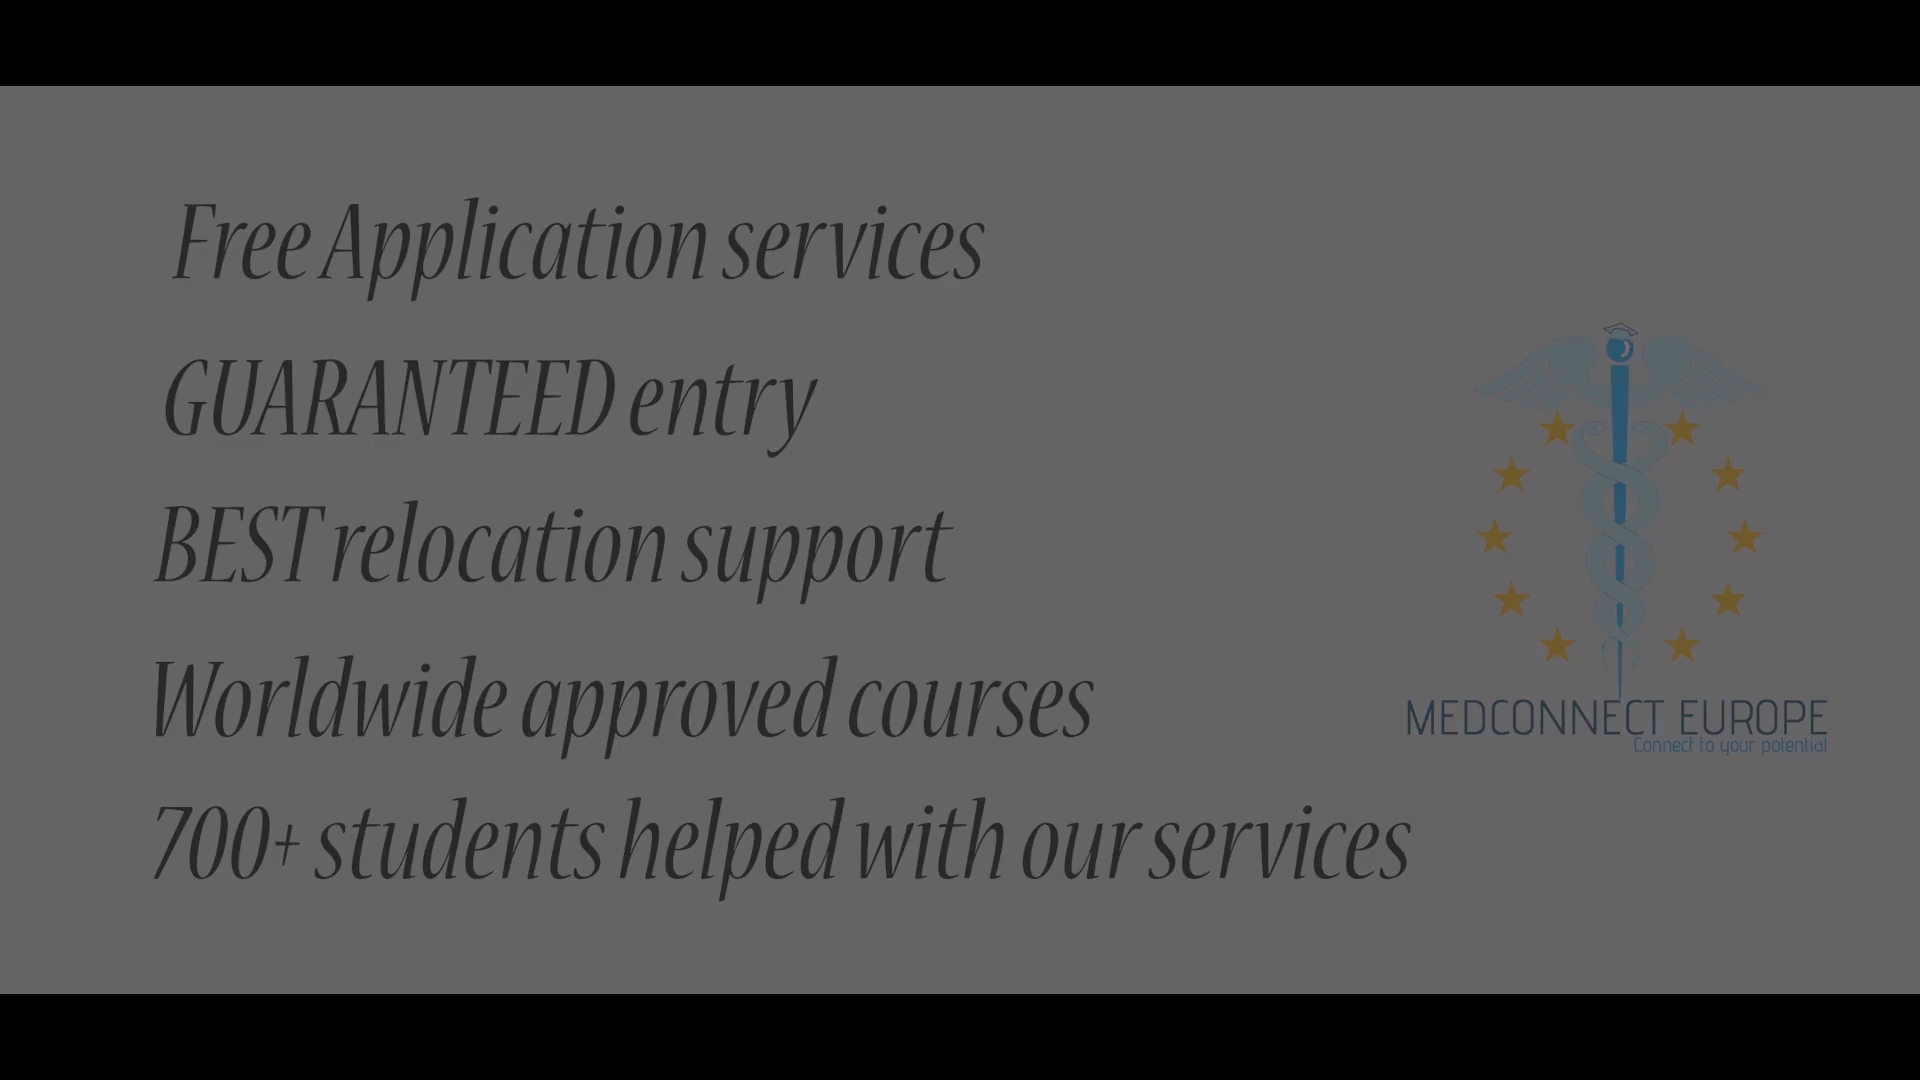 Free Application services
GUARANTEED entry
BEST relocation support
Worldwide approved courses
700+ students helped with our services
MEDCONNECT EUROPE
Connect to your potential